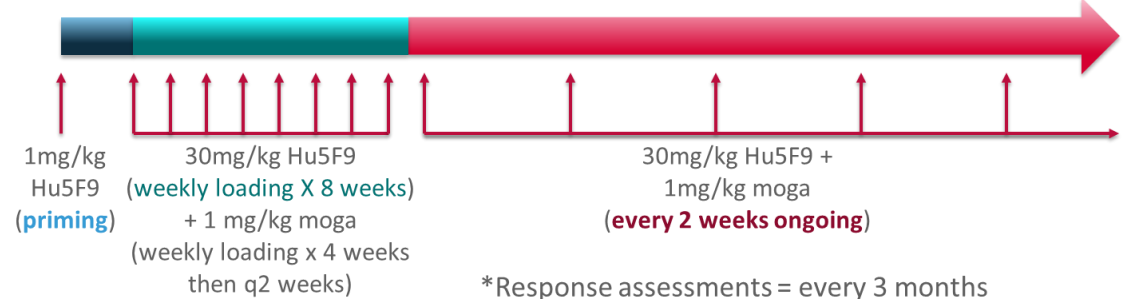 1mg/kg
Hu5F9
(priming)
30mg/kg Hu5F9
(weekly loading X 8 weeks)
+ 1 mg/kg moga
(weekly loading x 4 weeks
then q2 weeks)
30mg/kg Hu5F9 +
1mg/kg moga
(every 2 weeks ongoing)
*Response assessments = every 3 months